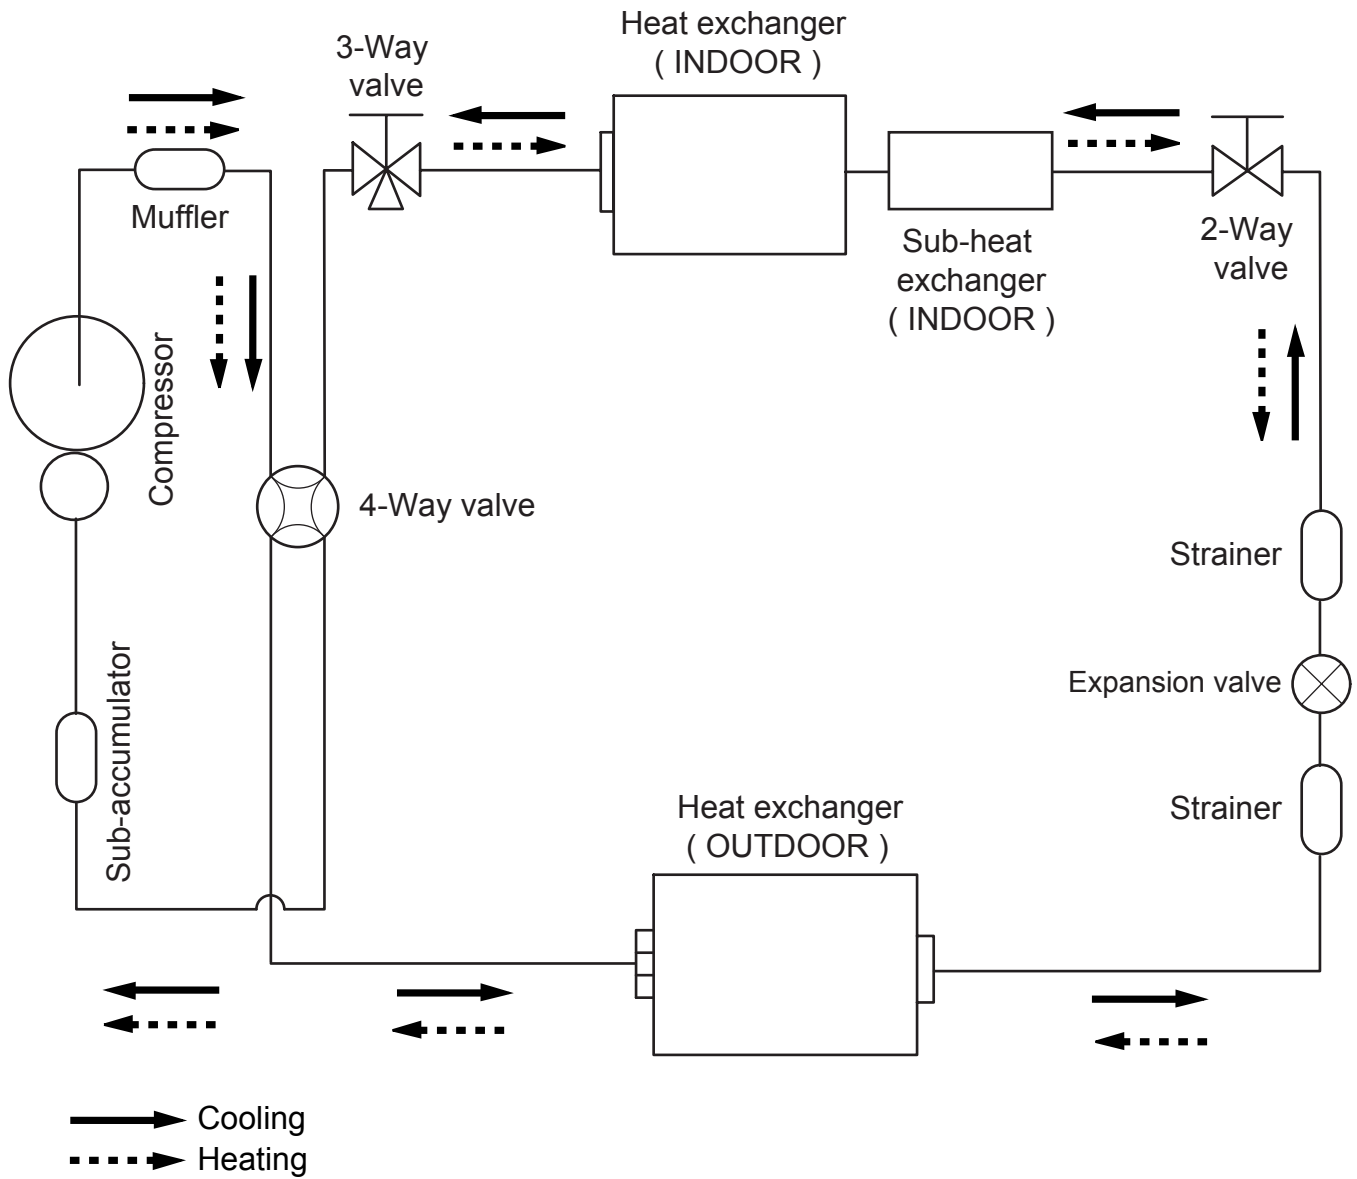 Heat exchanger
( INDOOR )
3-Way
valve
Muffler
Sub-heat
exchanger
( INDOOR )
2-Way
valve
Compressor
4-Way valve
Strainer
Expansion valve
Sub-accumulator
Heat exchanger
( OUTDOOR )
Strainer
Cooling
Heating